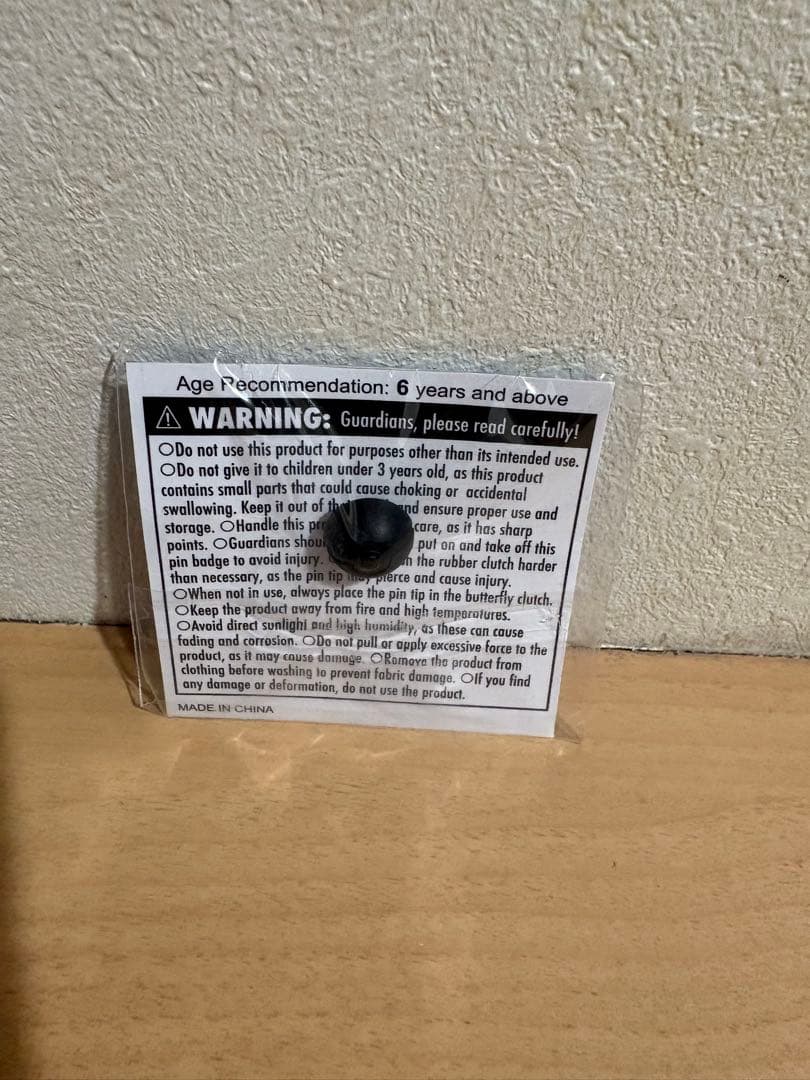 Age Recommendation: 6 years and above
⚠ WARNING: Guardians, please read carefully!
○Do not use this product for purposes other than its intended use.
○Do not give it to children under 3 years old, as this product
contains small parts that could cause choking or accidental
swallowing. Keep it out of and ensure proper use and
storage. ○Handle this care, as it has sharp
points. ○Guardians put on and take off this
pin badge to avoid injury. the rubber clutch harder
than necessary, as the pin tip may pierce and cause injury.
○When not in use, always place the pin tip in the butterfly clutch.
○Keep the product away from fire and high temperatures.
○Avoid direct sunlight and high humidity, as these can cause
fading and corrosion. ○Do not pull or apply excessive force to the
product, as it may cause damage. ○Remove the product from
clothing before washing to prevent fabric damage. ○If you find
any damage or deformation, do not use the product.
MADE IN CHINA